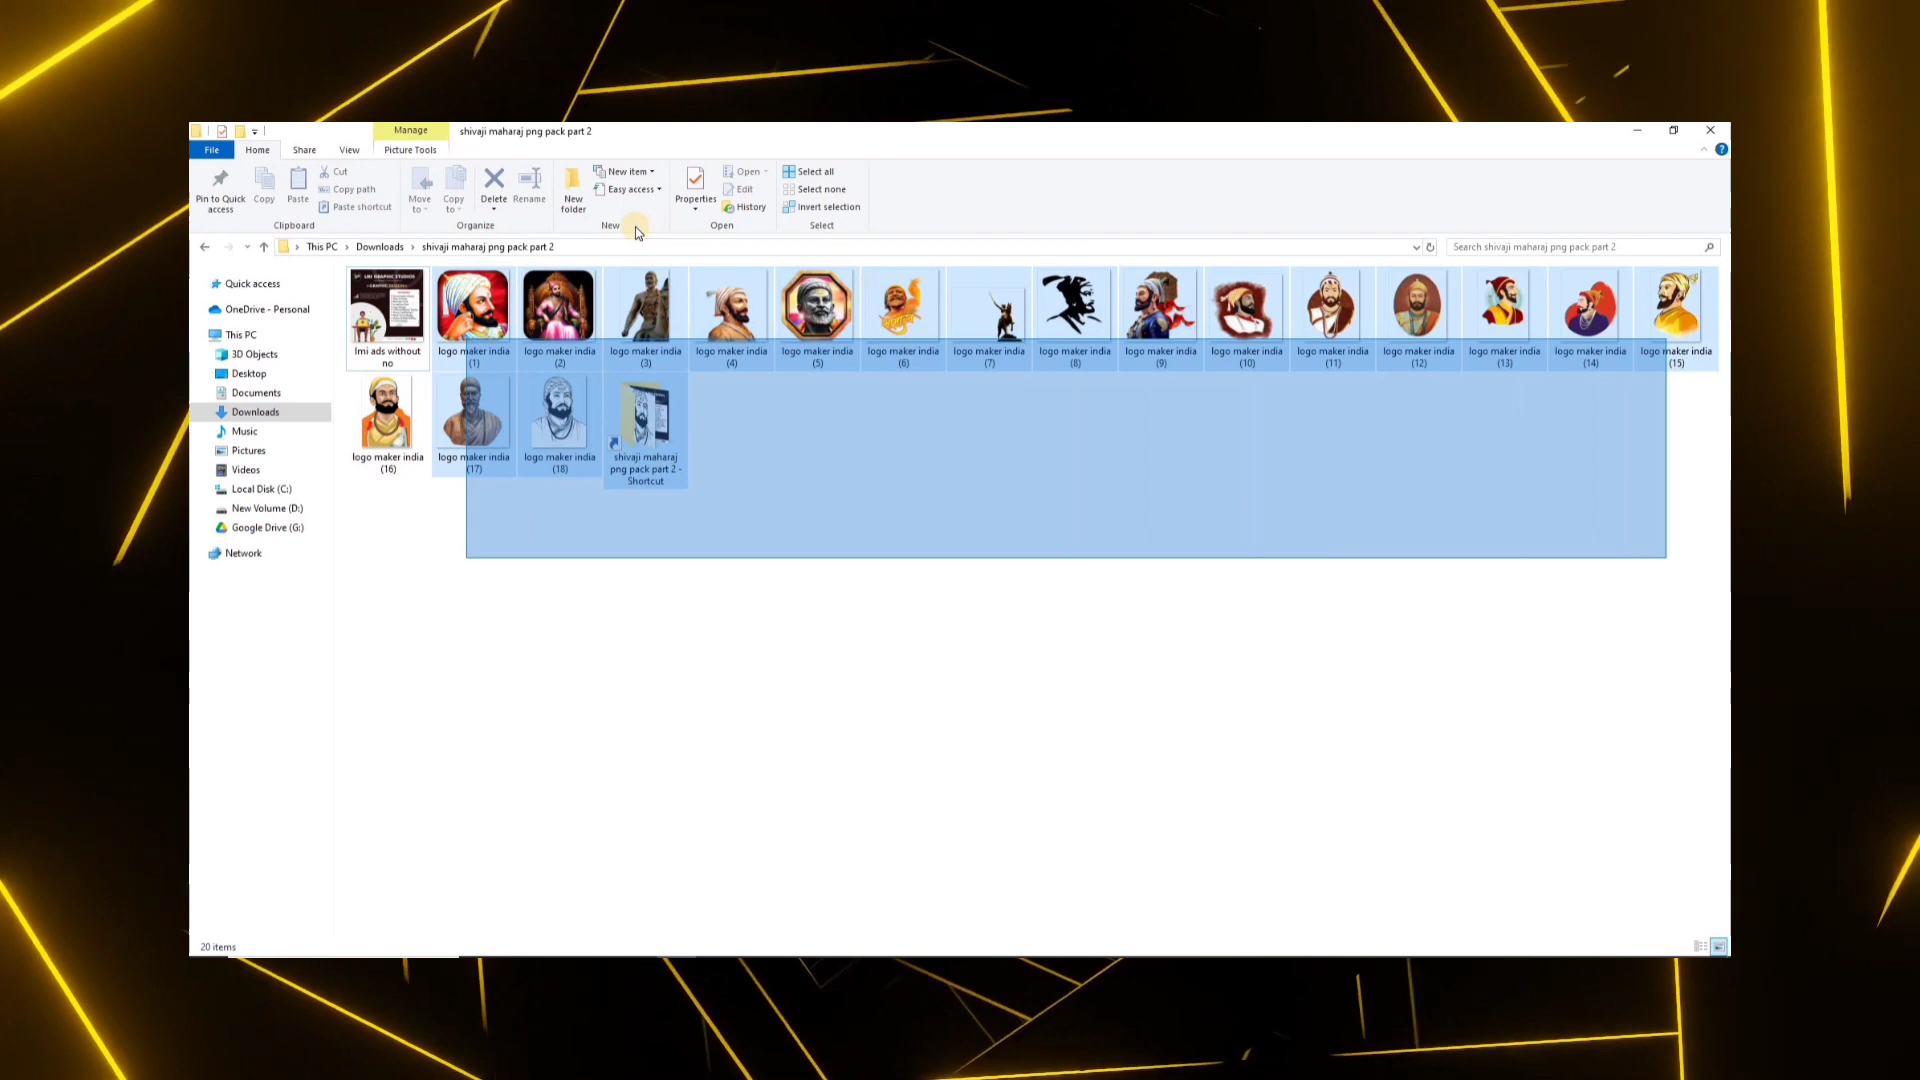 Manage
shivaji maharaj png pack part 2
File
Home
Share
View
Picture Tools
Pin to Quick access
Copy
Paste
Cut
Copy path
Paste shortcut
Clipboard
Move to
Copy to
Delete
Rename
Organize
New folder
New item
Easy access
New
Properties
Open
Edit
History
Open
Select all
Select none
Invert selection
Select
This PC
Downloads
shivaji maharaj png pack part 2
Search shivaji maharaj png pack part 2
Quick access
OneDrive - Personal
This PC
3D Objects
Desktop
Documents
Downloads
Music
Pictures
Videos
Local Disk (C:)
New Volume (D:)
Google Drive (G:)
Network
LMI GRAPHIC STUDIOS
lmi ads without no
logo maker india (1)
logo maker india (2)
logo maker india (3)
logo maker india (4)
logo maker india (5)
logo maker india (6)
logo maker india (7)
logo maker india (8)
logo maker india (9)
logo maker india (10)
logo maker india (11)
logo maker india (12)
logo maker india (13)
logo maker india (14)
logo maker india (15)
logo maker india (16)
logo maker india (17)
logo maker india (18)
shivaji maharaj png pack part 2 - Shortcut
20 items